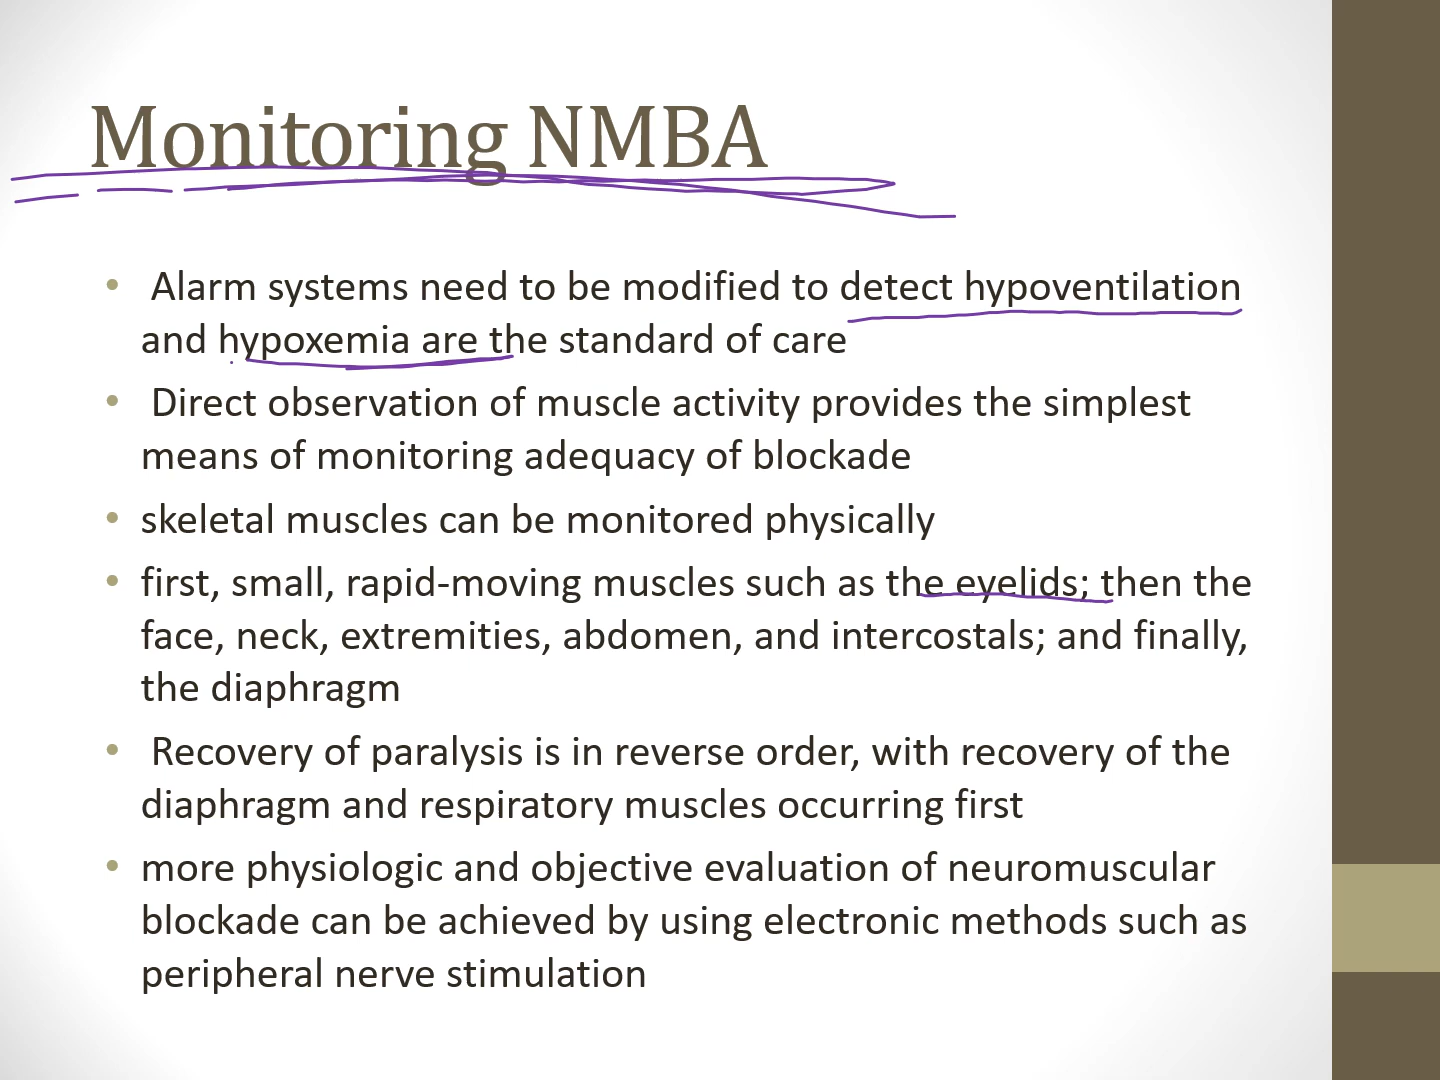 Monitoring NMBA
• Alarm systems need to be modified to detect hypoventilation
and hypoxemia are the standard of care
• Direct observation of muscle activity provides the simplest
means of monitoring adequacy of blockade
• skeletal muscles can be monitored physically
• first, small, rapid-moving muscles such as the eyelids; then the
face, neck, extremities, abdomen, and intercostals; and finally,
the diaphragm
• Recovery of paralysis is in reverse order, with recovery of the
diaphragm and respiratory muscles occurring first
• more physiologic and objective evaluation of neuromuscular
blockade can be achieved by using electronic methods such as
peripheral nerve stimulation